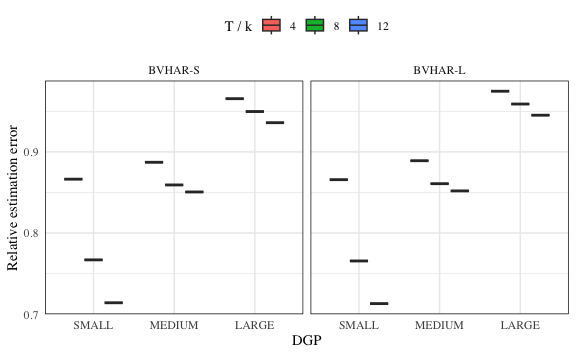 T / k 4 8 12
BVHAR-S BVHAR-L
Relative estimation error
0.9
0.8
0.7
SMALL MEDIUM LARGE SMALL MEDIUM LARGE
DGP